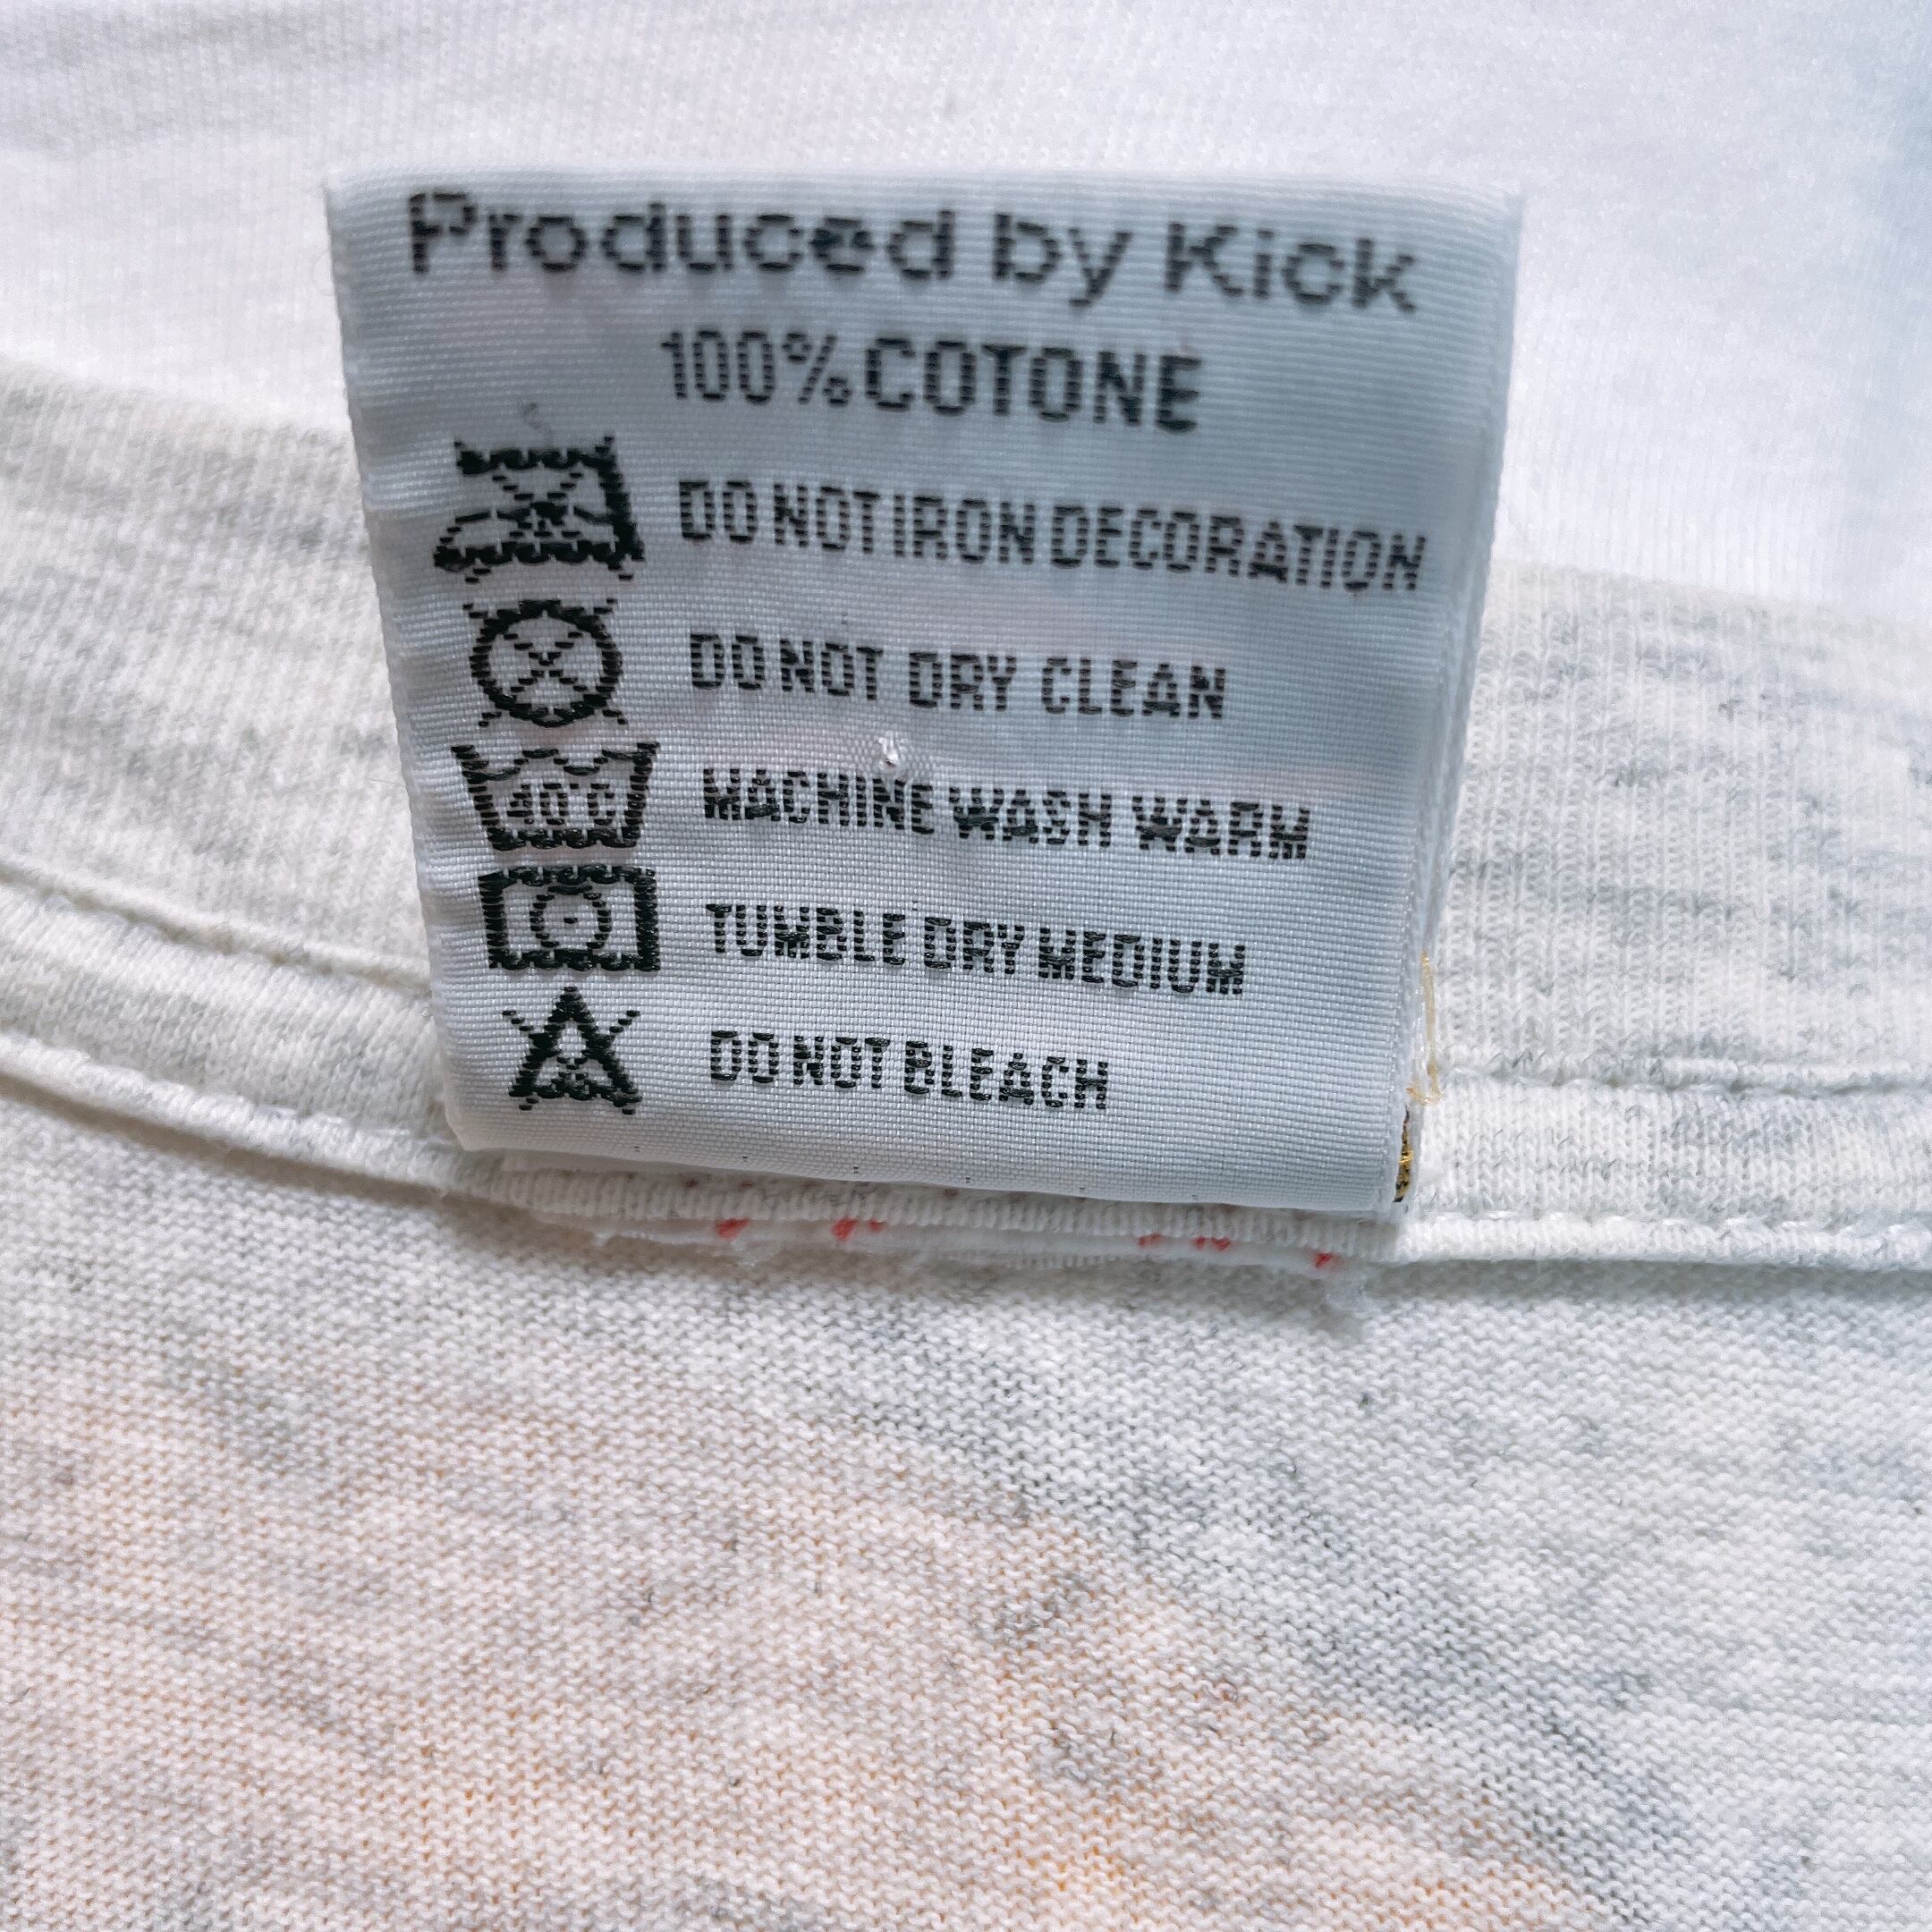 Produced by Kick
100% COTONE
DO NOT IRON DECORATION
DO NOT DRY CLEAN
40°C MACHINE WASH WARM
TUMBLE DRY MEDIUM
DO NOT BLEACH